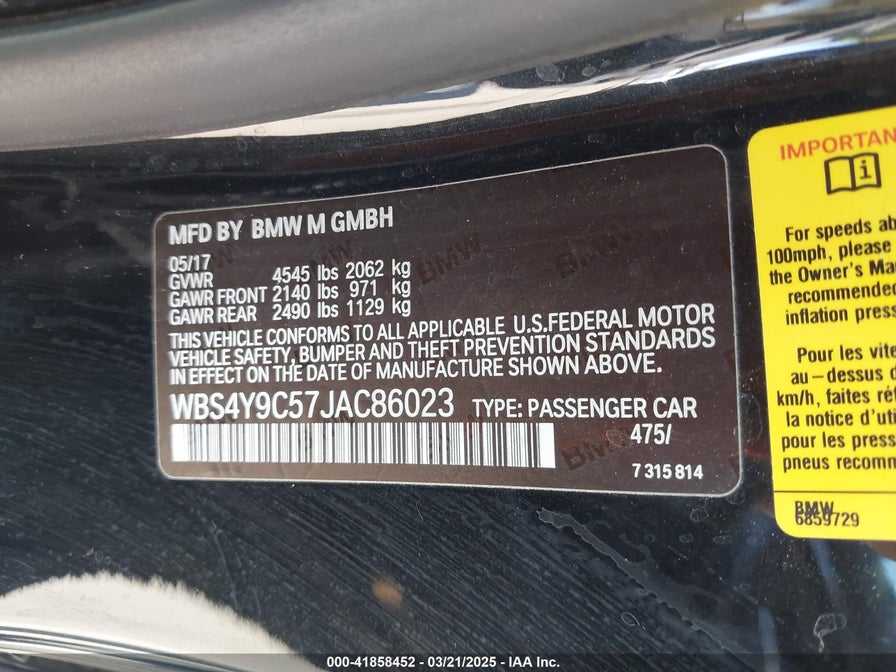 MFD BY BMW M GMBH
05/17
GVWR 4545 lbs 2062 kg
GAWR FRONT 2140 lbs 971 kg
GAWR REAR 2490 lbs 1129 kg
THIS VEHICLE CONFORMS TO ALL APPLICABLE U.S.FEDERAL MOTOR
VEHICLE SAFETY, BUMPER AND THEFT PREVENTION STANDARDS
IN EFFECT ON THE DATE OF MANUFACTURE SHOWN ABOVE.
WBS4Y9C57JAC86023 TYPE: PASSENGER CAR
475/
7 315 814
IMPORTAN
i
For speeds ab
100mph, please
the Owner's Ma
recommended
inflation press
Pour les vite
au-dessus d
km/h, faites réf
la notice d'uti
pour les press
pneus recomm
BMW
6859729
000-41858452 - 03/21/2025 - IAA Inc.